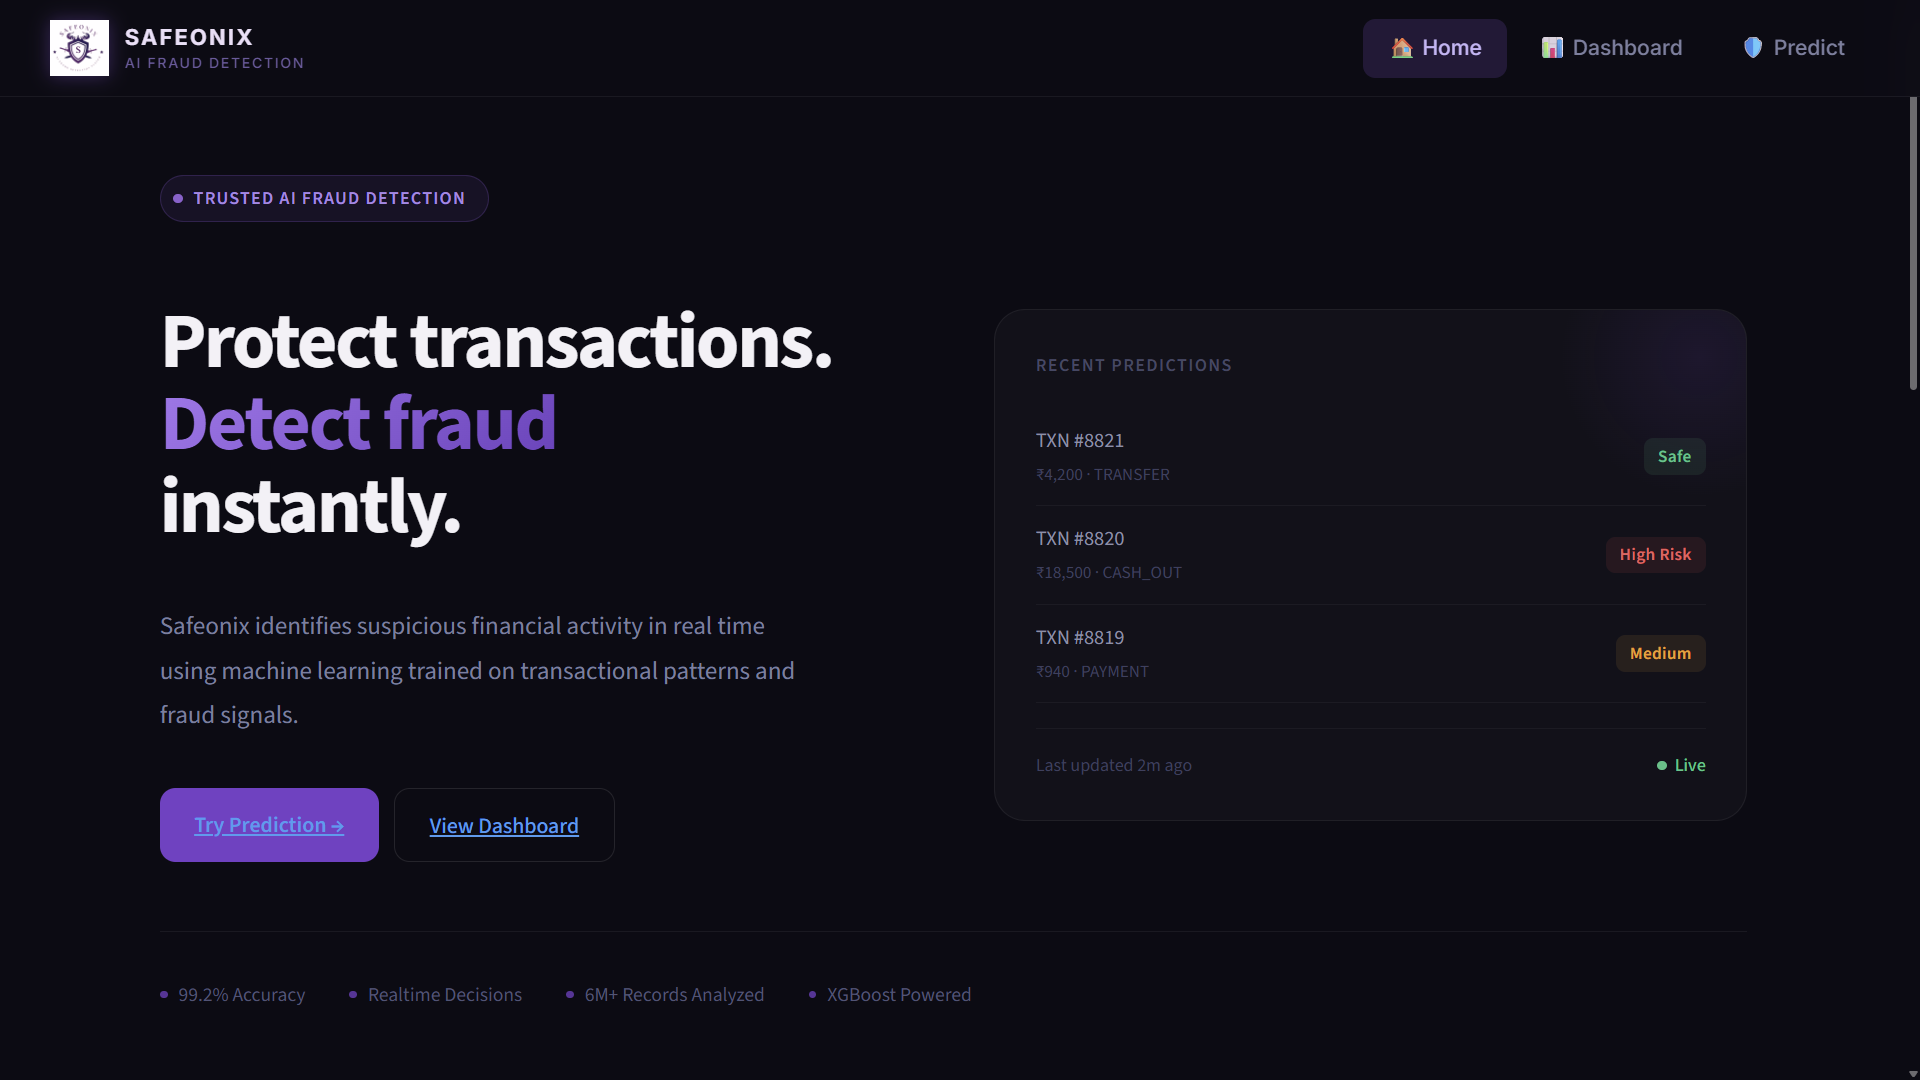 SAFEONIX
AI FRAUD DETECTION
🏠 Home
📊 Dashboard
🛡️ Predict
TRUSTED AI FRAUD DETECTION
Protect transactions.
Detect fraud
instantly.
Safeonix identifies suspicious financial activity in real time
using machine learning trained on transactional patterns and
fraud signals.
Try Prediction →
View Dashboard
RECENT PREDICTIONS
TXN #8821
₹4,200 · TRANSFER
Safe
TXN #8820
₹18,500 · CASH_OUT
High Risk
TXN #8819
₹940 · PAYMENT
Medium
Last updated 2m ago
Live
99.2% Accuracy
Realtime Decisions
6M+ Records Analyzed
XGBoost Powered